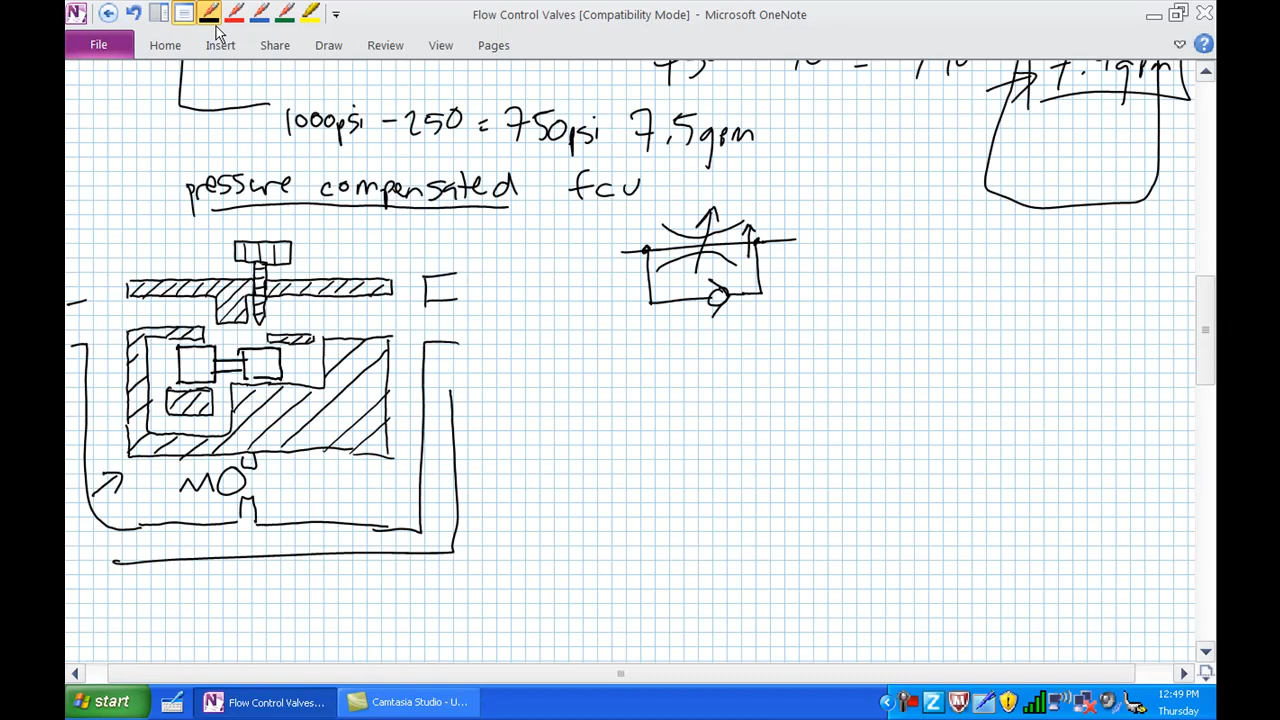 Flow Control Valves [Compatibility Mode] - Microsoft OneNote
File Home Insert Share Draw Review View Pages
1000psi - 250 = 750psi 7.5gpm
pressure compensated fcv
MO
start
Flow Control Valves...
Camtasia Studio - U...
12:49 PM
Thursday